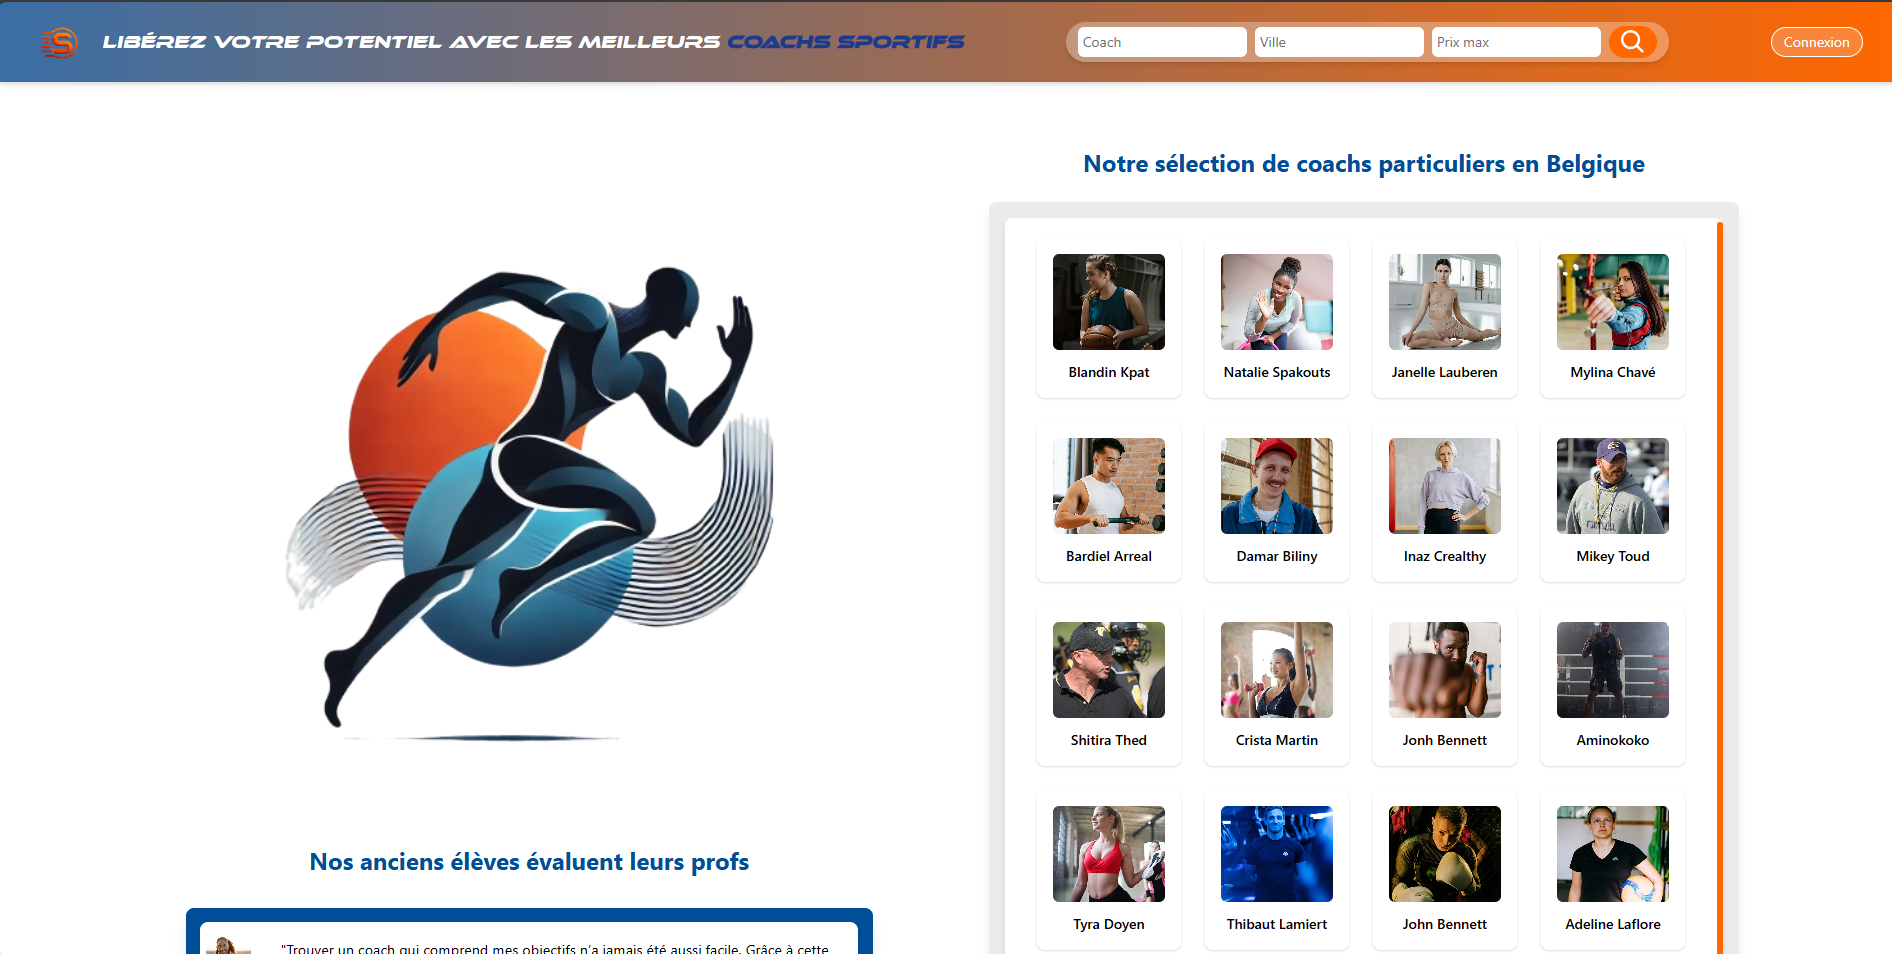 LIBÉREZ VOTRE POTENTIEL AVEC LES MEILLEURS COACHS SPORTIFS
Coach
Ville
Prix max
Connexion
Notre sélection de coachs particuliers en Belgique
Blandin Kpat
Natalie Spakouts
Janelle Lauberen
Mylina Chavé
Bardiel Arreal
Damar Biliny
Inaz Crealthy
Mikey Toud
Shitira Thed
Crista Martin
Jonh Bennett
Aminokoko
Tyra Doyen
Thibaut Lamiert
John Bennett
Adeline Laflore
Nos anciens élèves évaluent leurs profs
"Trouver un coach qui comprend mes objectifs n'a jamais été aussi facile. Grâce à cette